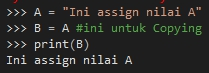 >>> A = "Ini assign nilai A"
>>> B = A #ini untuk Copying
>>> print(B)
Ini assign nilai A